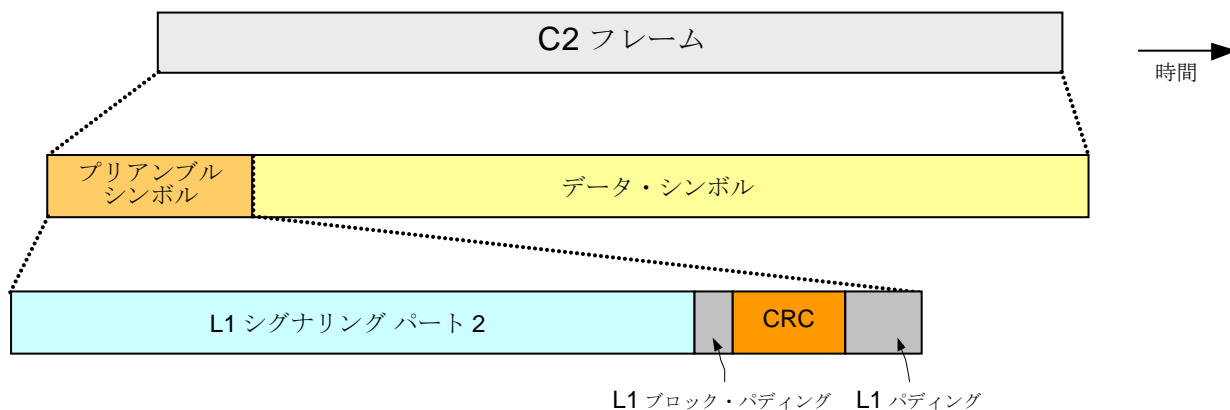 C2 フレーム
時間
プリアンブル
シンボル
データ・シンボル
L1 シグナリング パート 2
CRC
L1 ブロック・パディング
L1 パディング